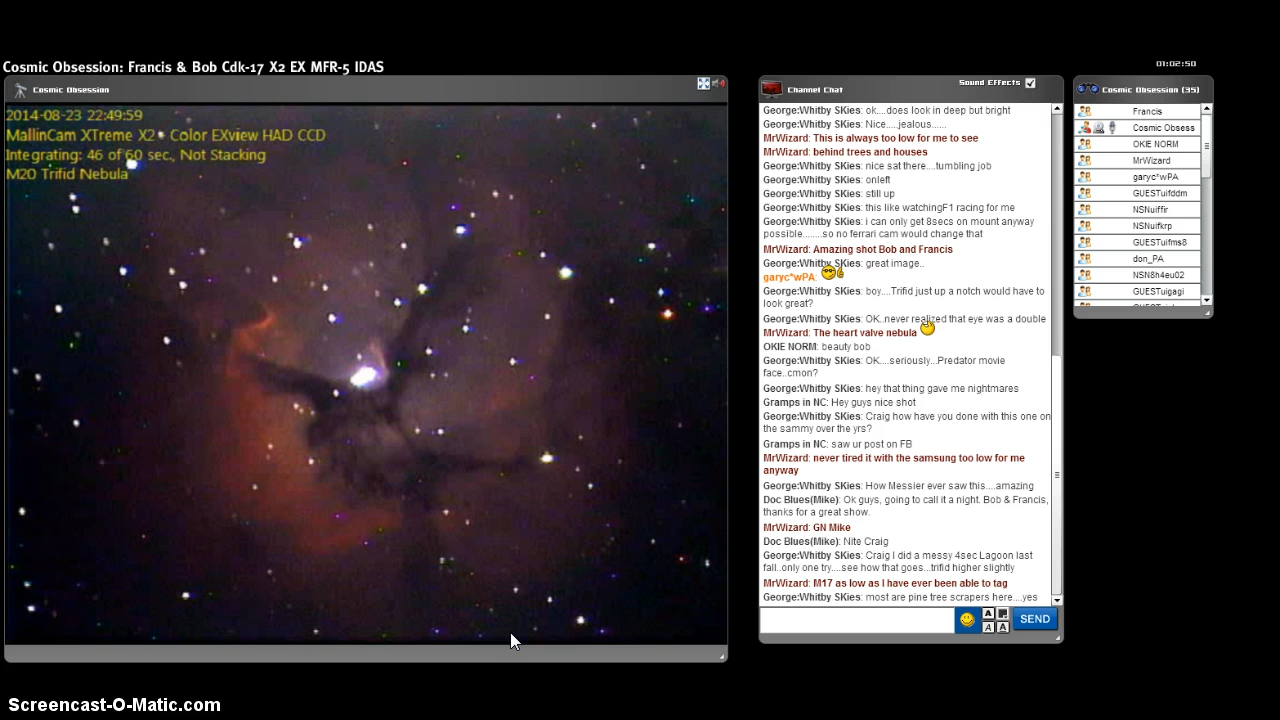 Cosmic Obsession: Francis & Bob Cdk-17 X2 EX MFR-5 IDAS
01:02:50
Cosmic Obsession
2014-08-23 22:49:59
MallinCam XTreme X2 - Color EXview HAD CCD
Integrating: 46 of 60 sec., Not Stacking
M20 Trifid Nebula
Channel Chat
Sound Effects
George:Whitby SKies: ok....does look in deep but bright
George:Whitby SKies: Nice.....jealous......
MrWizard: This is always too low for me to see
MrWizard: behind trees and houses
George:Whitby SKies: nice sat there....tumbling job
George:Whitby SKies: onleft
George:Whitby SKies: still up
George:Whitby SKies: this like watchingF1 racing for me
George:Whitby SKies: i can only get 8secs on mount anyway
possible........so no ferrari cam would change that
MrWizard: Amazing shot Bob and Francis
George:Whitby SKies: great image..
garyc*wPA:
George:Whitby SKies: boy....Trifid just up a notch would have to
look great?
George:Whitby SKies: OK..never realized that eye was a double
MrWizard: The heart valve nebula
OKIE NORM: beauty bob
George:Whitby SKies: OK....seriously...Predator movie
face..cmon?
George:Whitby SKies: hey that thing gave me nightmares
Gramps in NC: Hey guys nice shot
George:Whitby SKies: Craig how have you done with this one on
the sammy over the yrs?
Gramps in NC: saw ur post on FB
MrWizard: never tired it with the samsung too low for me
anyway
George:Whitby SKies: How Messier ever saw this....amazing
Doc Blues(Mike): Ok guys, going to call it a night. Bob & Francis,
thanks for a great show.
MrWizard: GN Mike
Doc Blues(Mike): Nite Craig
George:Whitby SKies: Craig I did a messy 4sec Lagoon last
fall..only one try....see how that goes...trifid higher slightly
MrWizard: M17 as low as I have ever been able to tag
George:Whitby SKies: most are pine tree scrapers here....yes
A
A
A
SEND
Cosmic Obsession (35)
Francis
Cosmic Obsess
OKIE NORM
MrWizard
garyc*wPA
GUESTuifddm
NSNuiffir
NSNuifkrp
GUESTuifms8
don_PA
NSN8h4eu02
GUESTuigagi
Screencast-O-Matic.com